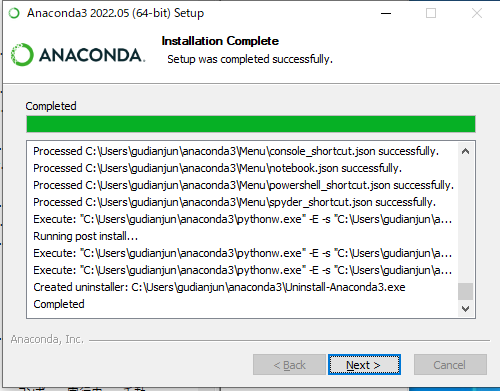 Anaconda3 2022.05 (64-bit) Setup
ANACONDA.
Installation Complete
Setup was completed successfully.
Completed
Processed C:\Users\gudianjun\anaconda3\Menu\console_shortcut.json successfully.
Processed C:\Users\gudianjun\anaconda3\Menu\notebook.json successfully.
Processed C:\Users\gudianjun\anaconda3\Menu\powershell_shortcut.json successfully.
Processed C:\Users\gudianjun\anaconda3\Menu\spyder_shortcut.json successfully.
Execute: "C:\Users\gudianjun\anaconda3\pythonw.exe" -E -s "C:\Users\gudianjun\a...
Running post install...
Execute: "C:\Users\gudianjun\anaconda3\pythonw.exe" -E -s "C:\Users\gudianjun\a...
Execute: "C:\Users\gudianjun\anaconda3\pythonw.exe" -E -s "C:\Users\gudianjun\a...
Created uninstaller: C:\Users\gudianjun\anaconda3\Uninstall-Anaconda3.exe
Completed
Anaconda, Inc.
< Back
Next >
Cancel